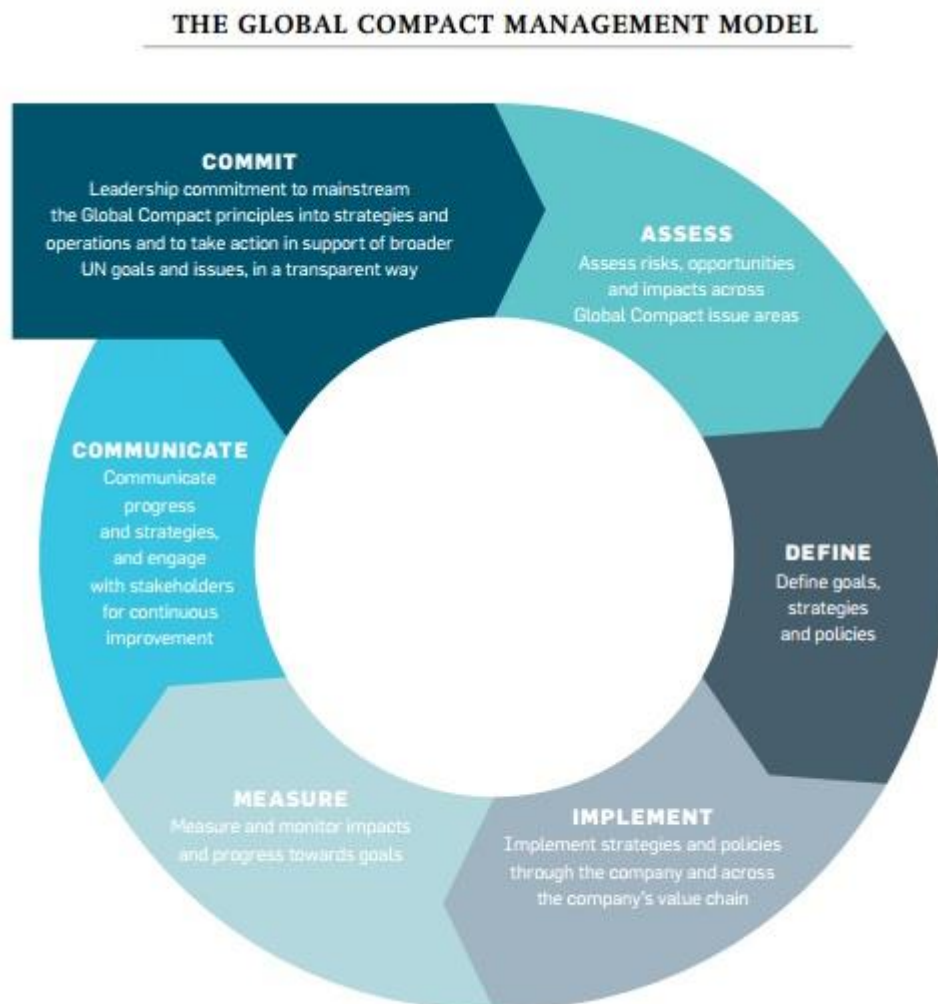 THE GLOBAL COMPACT MANAGEMENT MODEL
COMMIT
Leadership commitment to mainstream
the Global Compact principles into strategies and
operations and to take action in support of broader
UN goals and issues, in a transparent way
ASSESS
Assess risks, opportunities
and impacts across
Global Compact issue areas
DEFINE
Define goals,
strategies
and policies
IMPLEMENT
Implement strategies and policies
through the company and across
the company's value chain
MEASURE
Measure and monitor impacts
and progress towards goals
COMMUNICATE
Communicate
progress
and strategies,
and engage
with stakeholders
for continuous
improvement